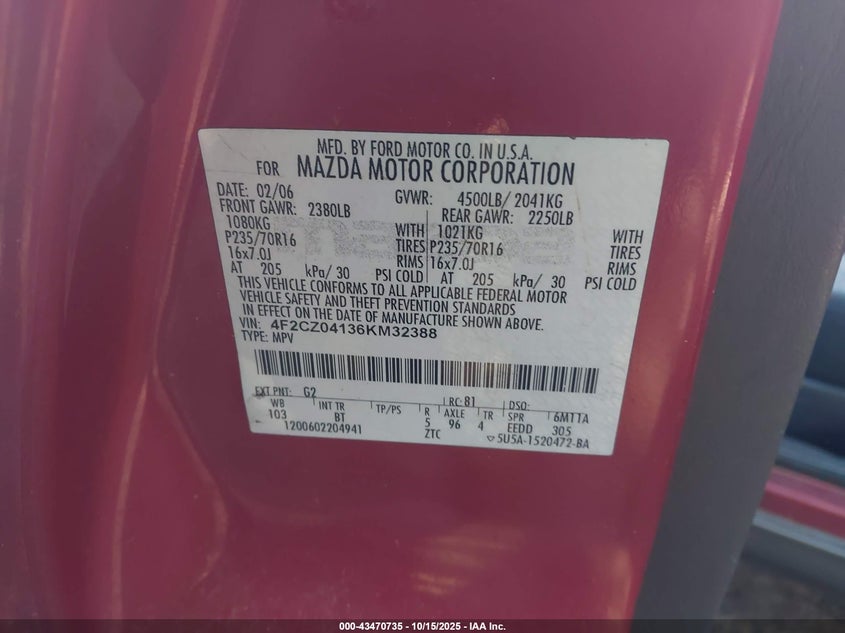 MFD. BY FORD MOTOR CO. IN U.S.A.
FOR MAZDA MOTOR CORPORATION
DATE: 02/06 GVWR: 4500LB/ 2041KG
FRONT GAWR: 2380LB REAR GAWR: 2250LB
1080KG WITH 1021KG WITH
P235/70R16 TIRES P235/70R16 TIRES
16x7.0J RIMS 16x7.0J RIMS
AT 205 kPa/ 30 PSI COLD AT 205 kPa/ 30 PSI COLD
THIS VEHICLE CONFORMS TO ALL APPLICABLE FEDERAL MOTOR
VEHICLE SAFETY AND THEFT PREVENTION STANDARDS
IN EFFECT ON THE DATE OF MANUFACTURE SHOWN ABOVE.
VIN: 4F2CZ04136KM32388
TYPE: MPV
EXT PNT: G2 RC: 81 DSO:
WB INT TR TP/PS R AXLE TR SPR 6M11A
103 BT 5 96 4 EEDD 305
1200602204941 ZTC 5U5A-1520472-BA
000-43470735 - 10/15/2025 - IAA Inc.